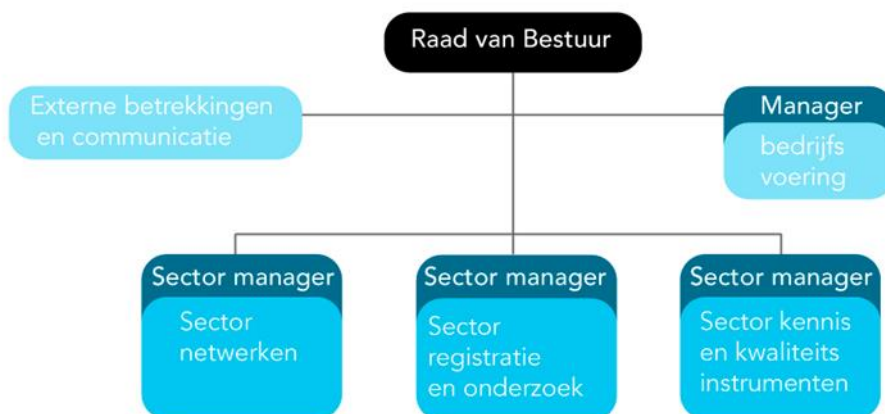 Raad van Bestuur
Externe betrekkingen
en communicatie
Manager
bedrijfs
voering
Sector manager
Sector
netwerken
Sector manager
Sector
registratie
en onderzoek
Sector manager
Sector kennis
en kwaliteits
instrumenten